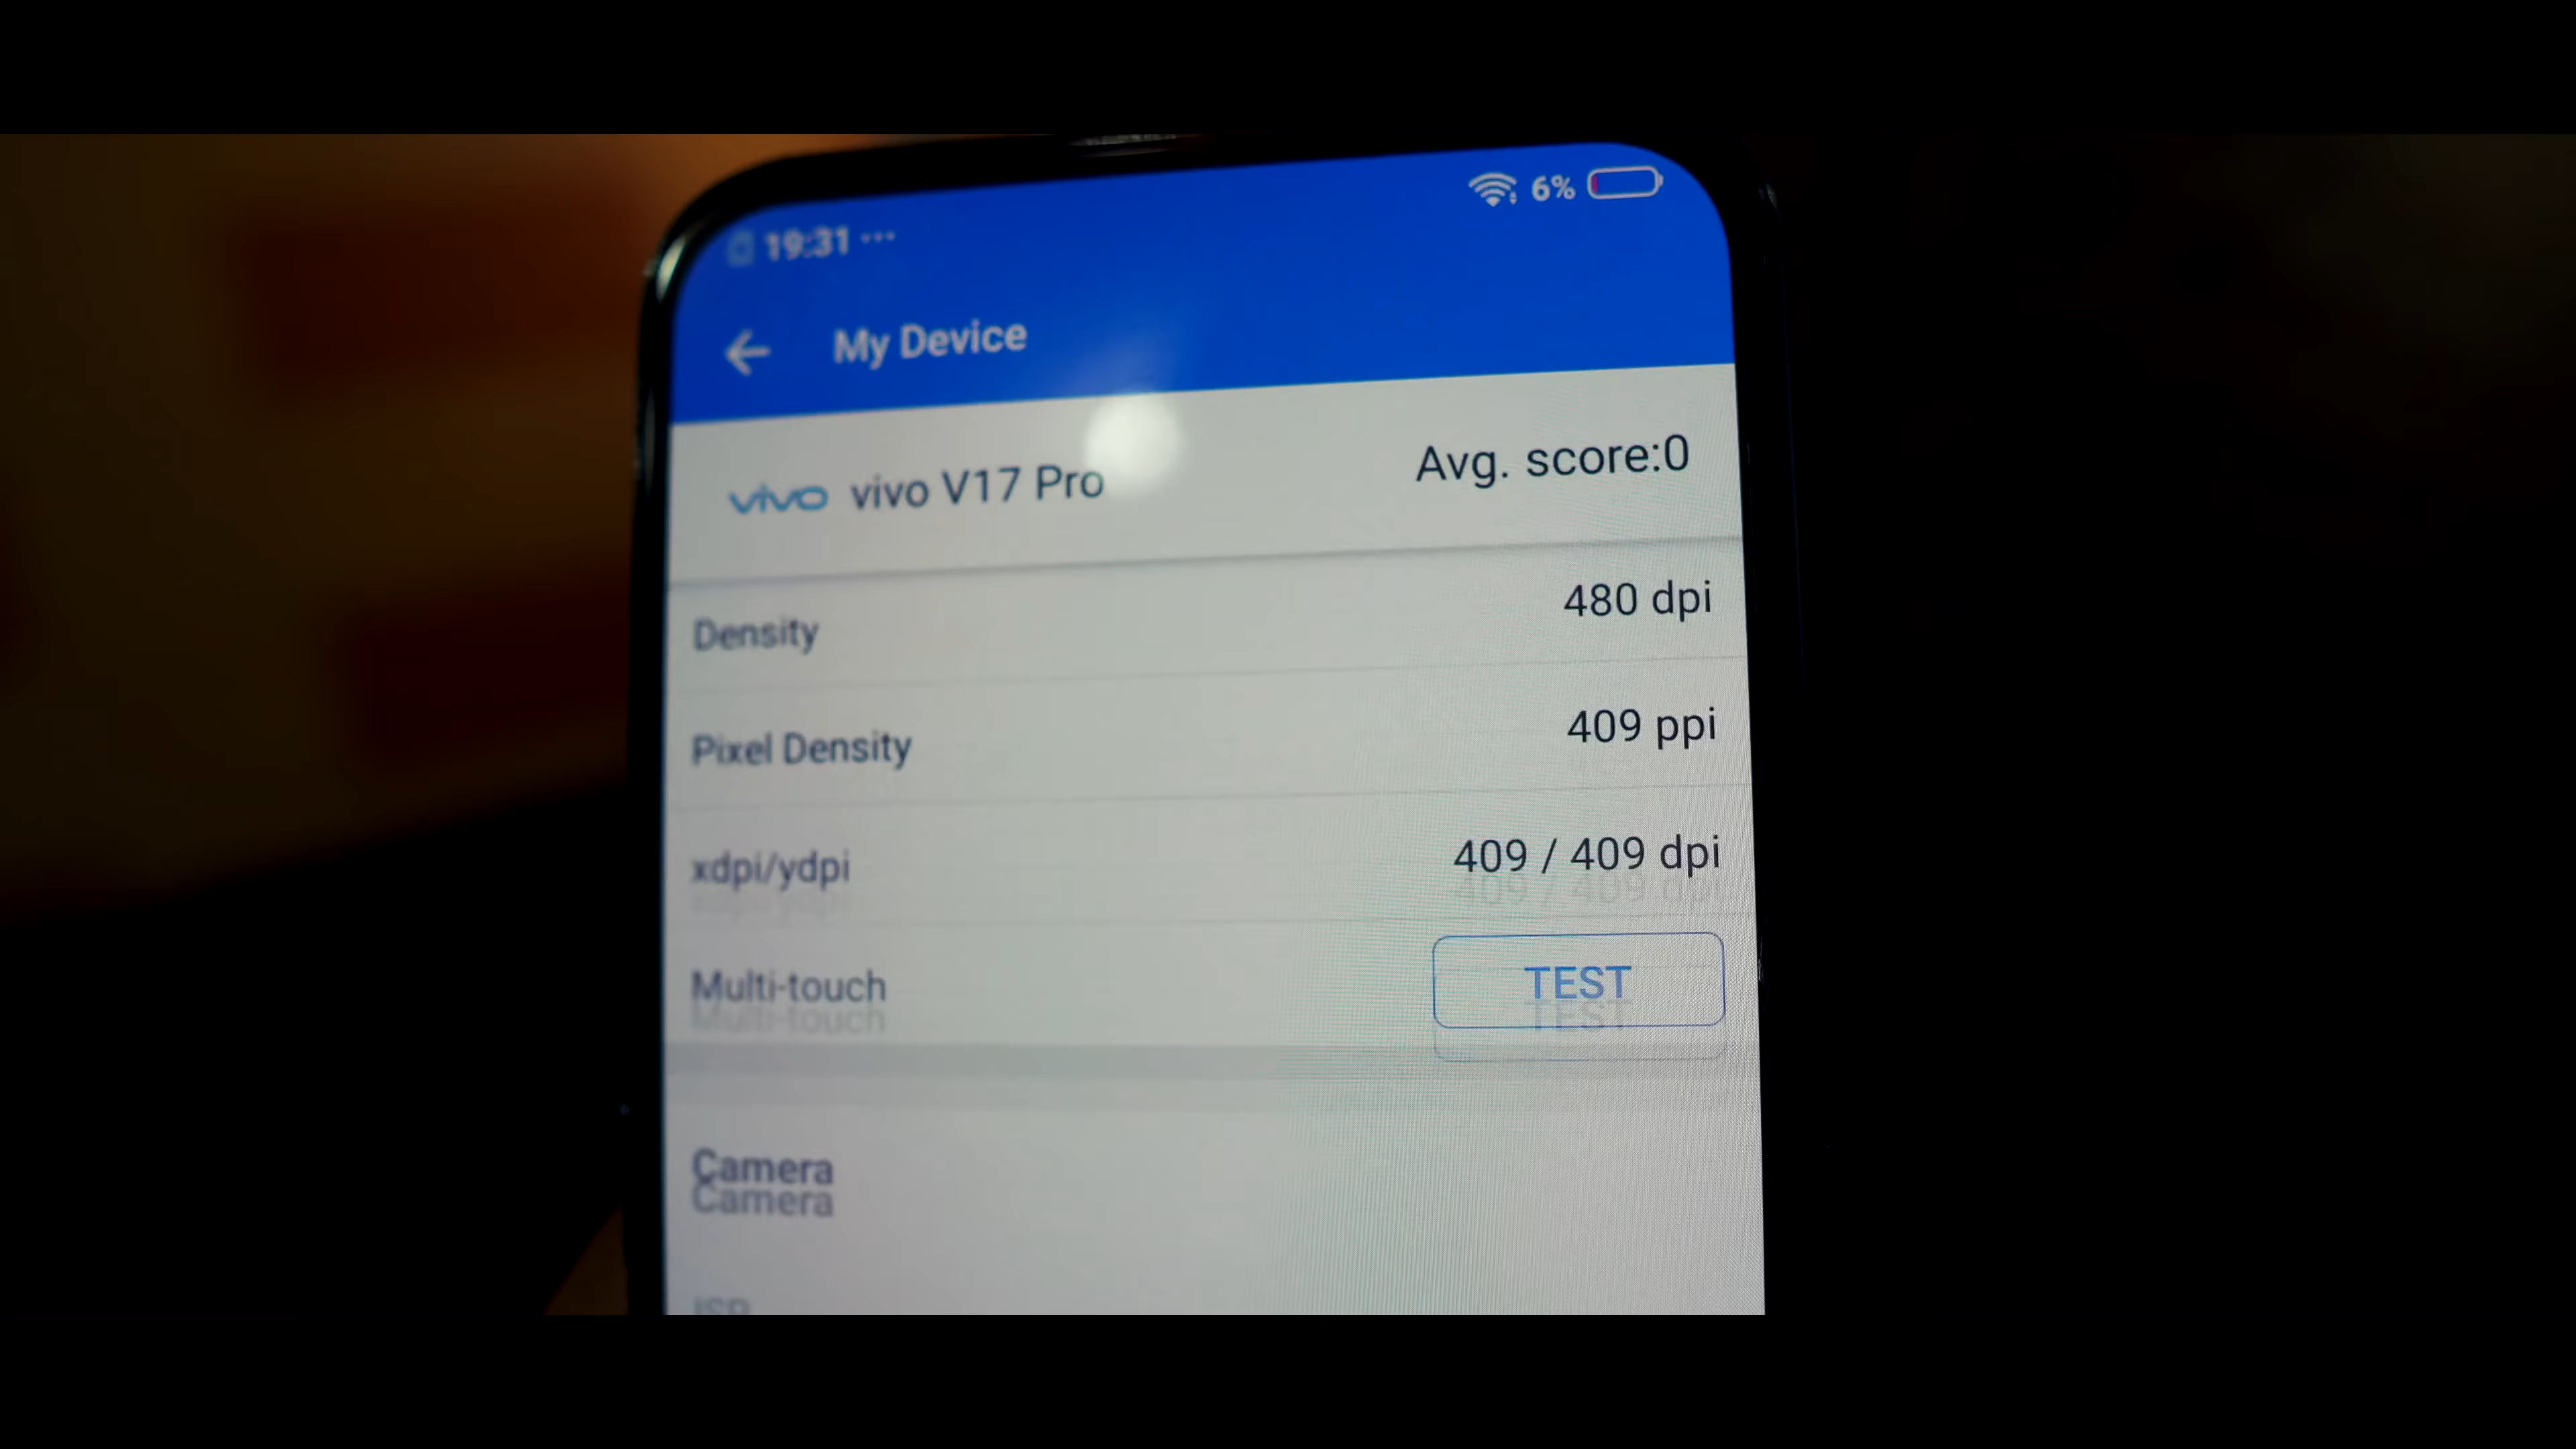 19:31 ... 6%
My Device
vivo vivo V17 Pro Avg. score:0
Density 480 dpi
Pixel Density 409 ppi
xdpi/ydpi 409 / 409 dpi
Multi-touch TEST
Camera